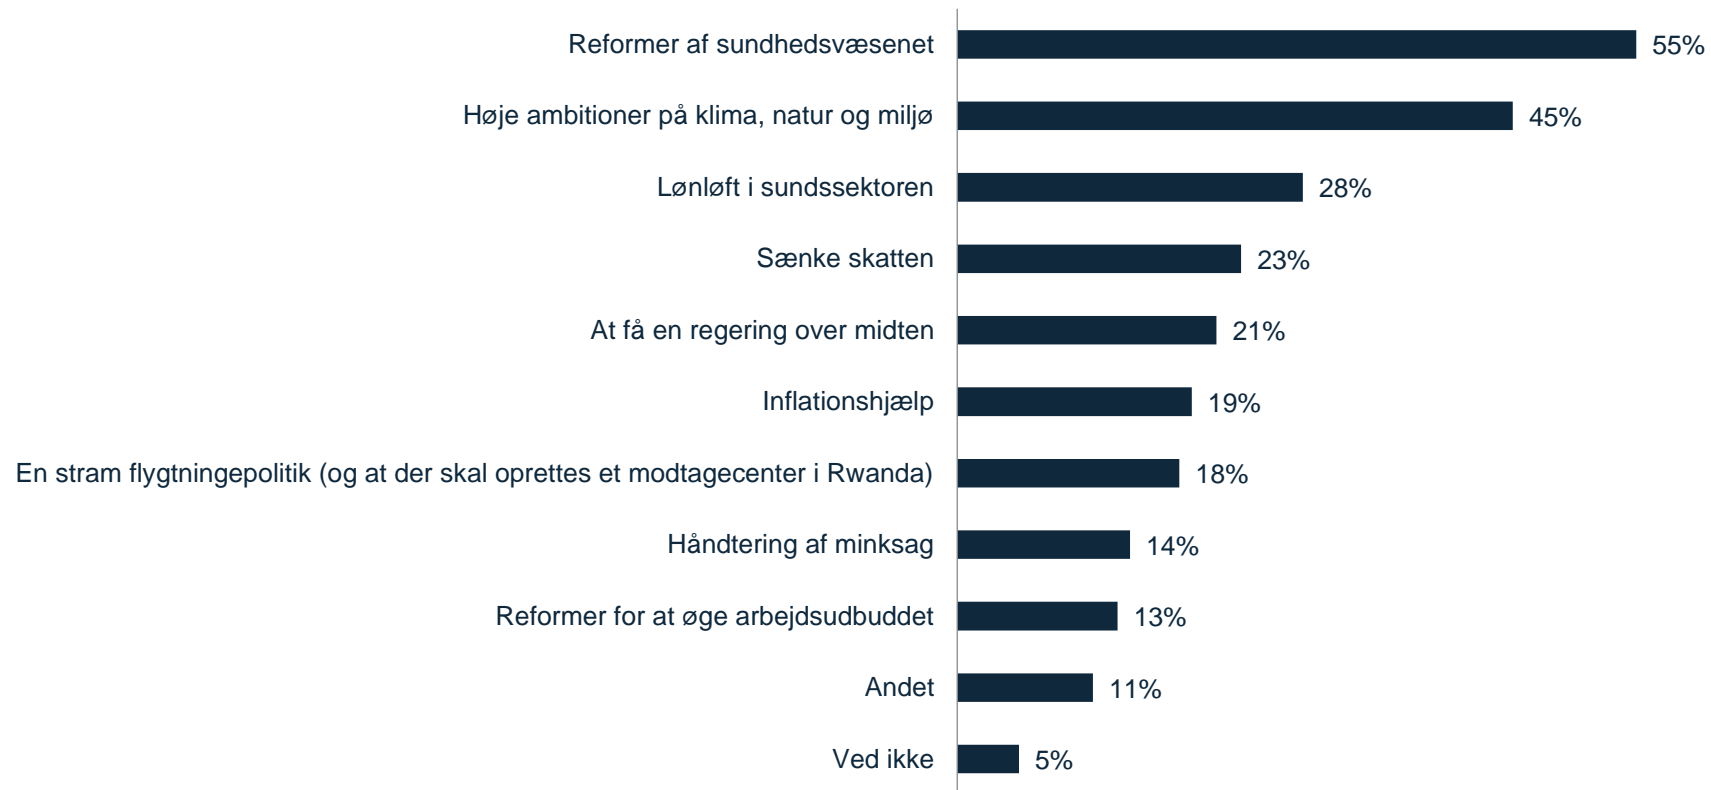 Reformer af sundhedsvæsenet 55%
Høje ambitioner på klima, natur og miljø 45%
Lønløft i sundssektoren 28%
Sænke skatten 23%
At få en regering over midten 21%
Inflationshjælp 19%
En stram flygtningepolitik (og at der skal oprettes et modtagecenter i Rwanda) 18%
Håndtering af minksag 14%
Reformer for at øge arbejdsudbuddet 13%
Andet 11%
Ved ikke 5%